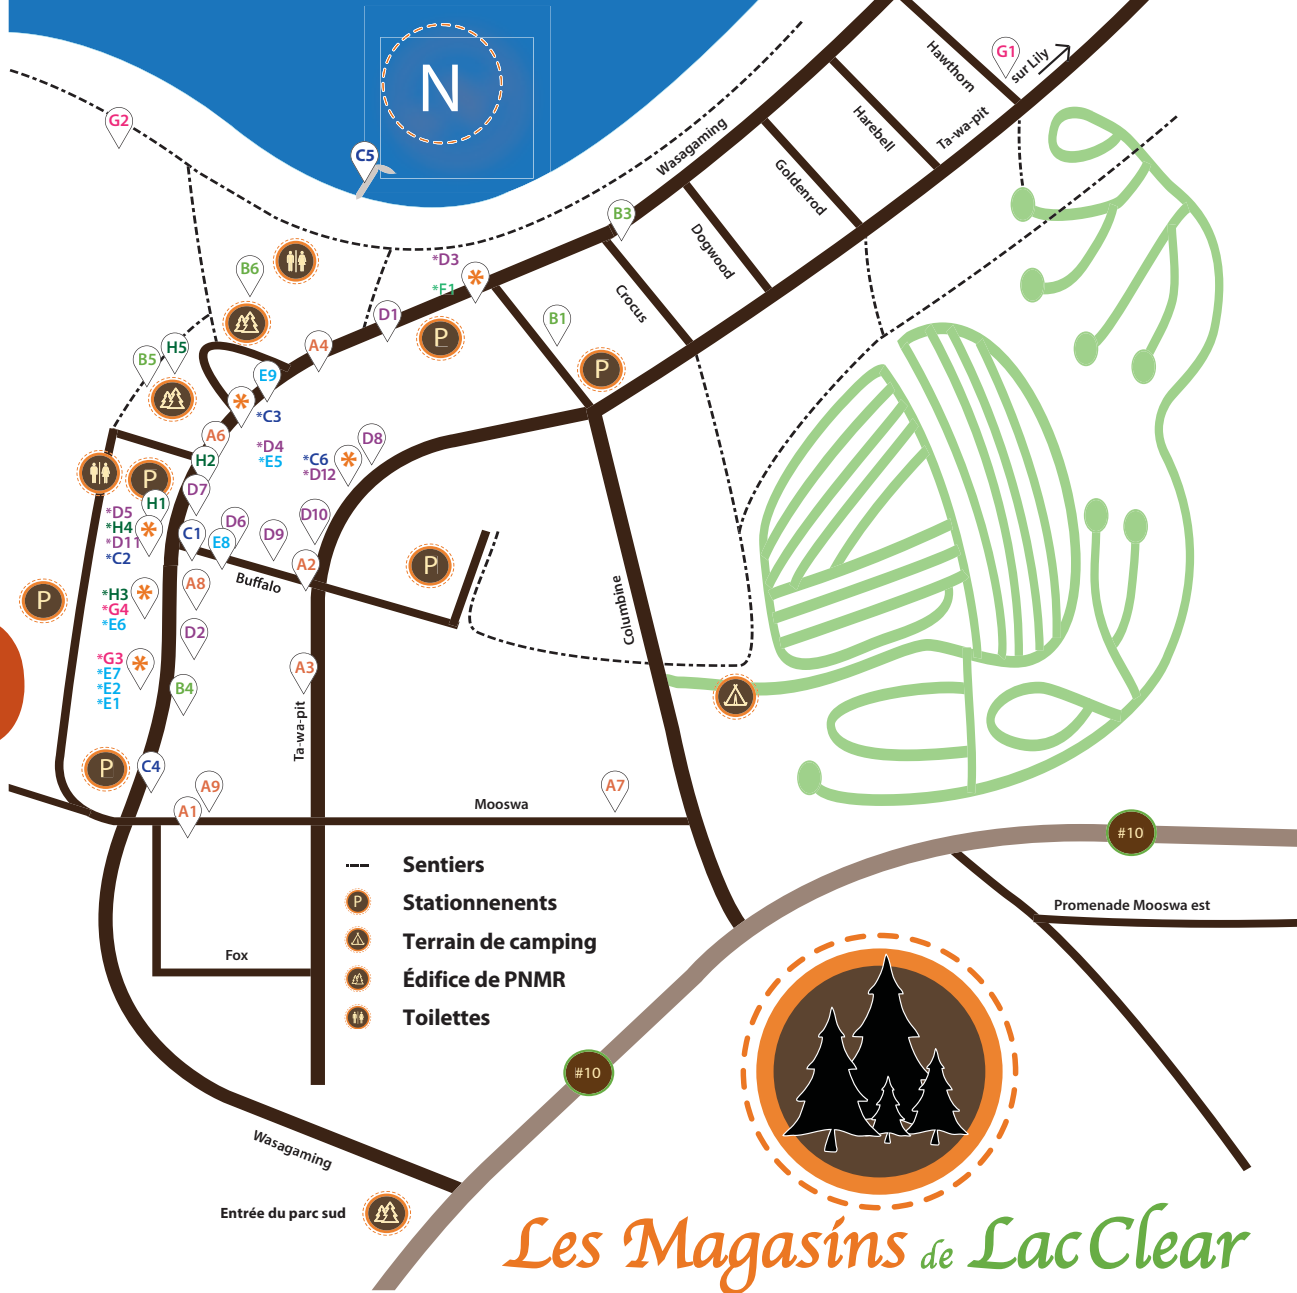 N
Hawthorn
G1
sur Lily
Harebell
Ta-wa-pit
G2
Wasagaming
C5
Goldenrod
B3
Dogwood
*D3
*F1
*
B6
Crocus
D1
B1
P
A4
P
H5
B5
E9
*
*C3
A6
*D4
*E5
D8
*C6
*D12
*
H2
P
D7
H1
*D5
*H4
*D11
*C2
*
D10
D6
C1
E8
D9
A2
P
Buffalo
A8
P
*H3
*G4
*E6
*
Columbine
D2
*G3
*E7
*E2
*E1
*
A3
B4
Ta-wa-pit
P
C4
A9
A1
A7
Mooswa
#10
Sentiers
P
Stationnenents
Terrain de camping
Édifice de PNMR
Toilettes
Promenade Mooswa est
Fox
#10
Wasagaming
Entrée du parc sud
Les Magasins de Lac Clear